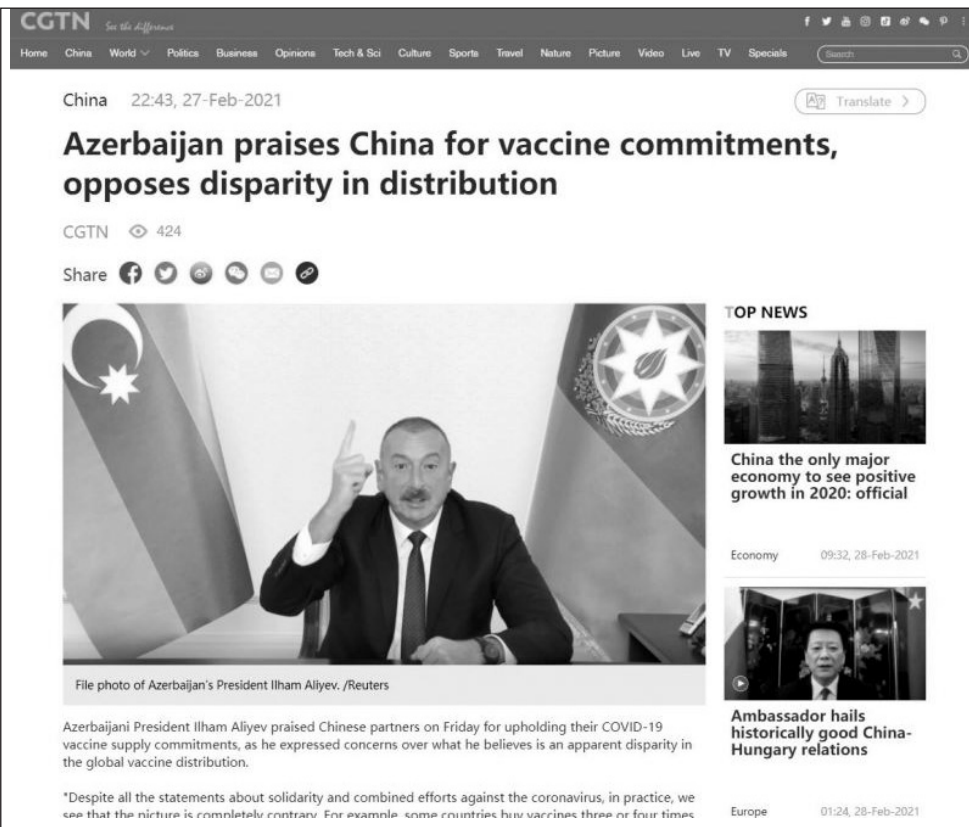 CGTN See the difference
Home China World Politics Business Opinions Tech & Sci Culture Sports Travel Nature Picture Video Live TV Specials Search
China 22:43, 27-Feb-2021
Translate
Azerbaijan praises China for vaccine commitments,
opposes disparity in distribution
CGTN 424
Share
File photo of Azerbaijan's President Ilham Aliyev. /Reuters
Azerbaijani President Ilham Aliyev praised Chinese partners on Friday for upholding their COVID-19
vaccine supply commitments, as he expressed concerns over what he believes is an apparent disparity in
the global vaccine distribution.
"Despite all the statements about solidarity and combined efforts against the coronavirus, in practice, we
see that the picture is completely contrary. For example, some countries buy vaccines three or four times
TOP NEWS
China the only major
economy to see positive
growth in 2020: official
Economy 09:32, 28-Feb-2021
Ambassador hails
historically good China-
Hungary relations
Europe 01:24, 28-Feb-2021